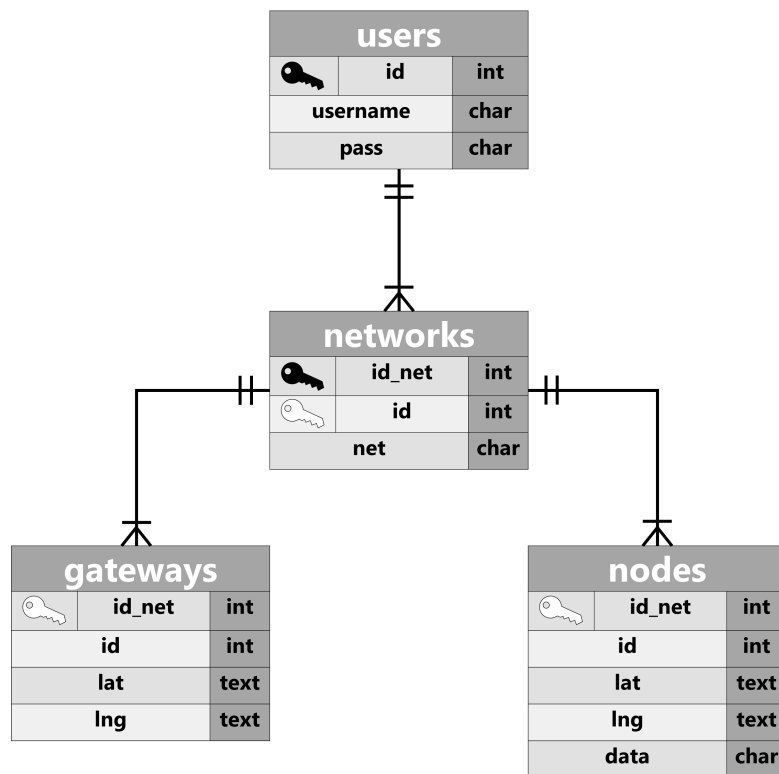 users
id int
username char
pass char
networks
id_net int
id int
net char
gateways
id_net int
id int
lat text
lng text
nodes
id_net int
id int
lat text
lng text
data char